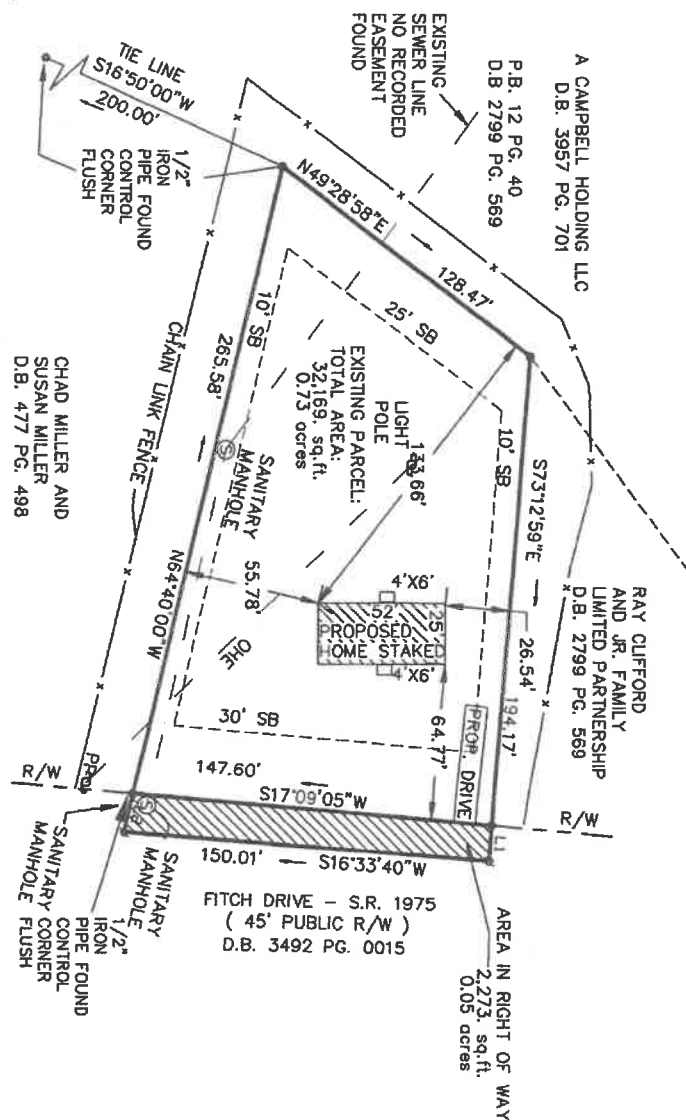 A CAMPBELL HOLDING LLC
D.B. 3957 PG. 701
P.B. 12 PG. 40
D.B 2799 PG. 569
EXISTING
SEWER LINE
NO RECORDED
EASEMENT
FOUND
TIE LINE
S16°50'00"W
200.00'
1/2"
IRON
PIPE FOUND
CONTROL
CORNER
FLUSH
N49°28'58"E
128.47'
25' SB
10' SB
S73°12'59"E
194.17'
RAY CLIFFORD
AND JR. FAMILY
LIMITED PARTNERSHIP
D.B. 2799 PG. 569
10' SB
265.58'
N64°40'00"W
CHAIN LINK FENCE
CHAD MILLER AND
SUSAN MILLER
D.B. 477 PG. 498
EXISTING PARCEL:
TOTAL AREA:
32,169. sq.ft.
0.73 acres
LIGHT
POLE
133.66'
S
SANITARY
MANHOLE
55.78'
OHE
4'X6'
52
25
PROPOSED
HOME STAKED
4'X6'
26.54'
64.77'
PROP. DRIVE
30' SB
147.60'
S17°09'05"W
R/W
R/W
L1
PP
S
SANITARY
MANHOLE
SANITARY
MANHOLE
1/2"
IRON
PIPE FOUND
CONTROL
CORNER
FLUSH
150.01'
S16°33'40"W
FITCH DRIVE - S.R. 1975
( 45' PUBLIC R/W )
D.B. 3492 PG. 0015
AREA IN RIGHT OF WAY
2,273. sq.ft.
0.05 acres